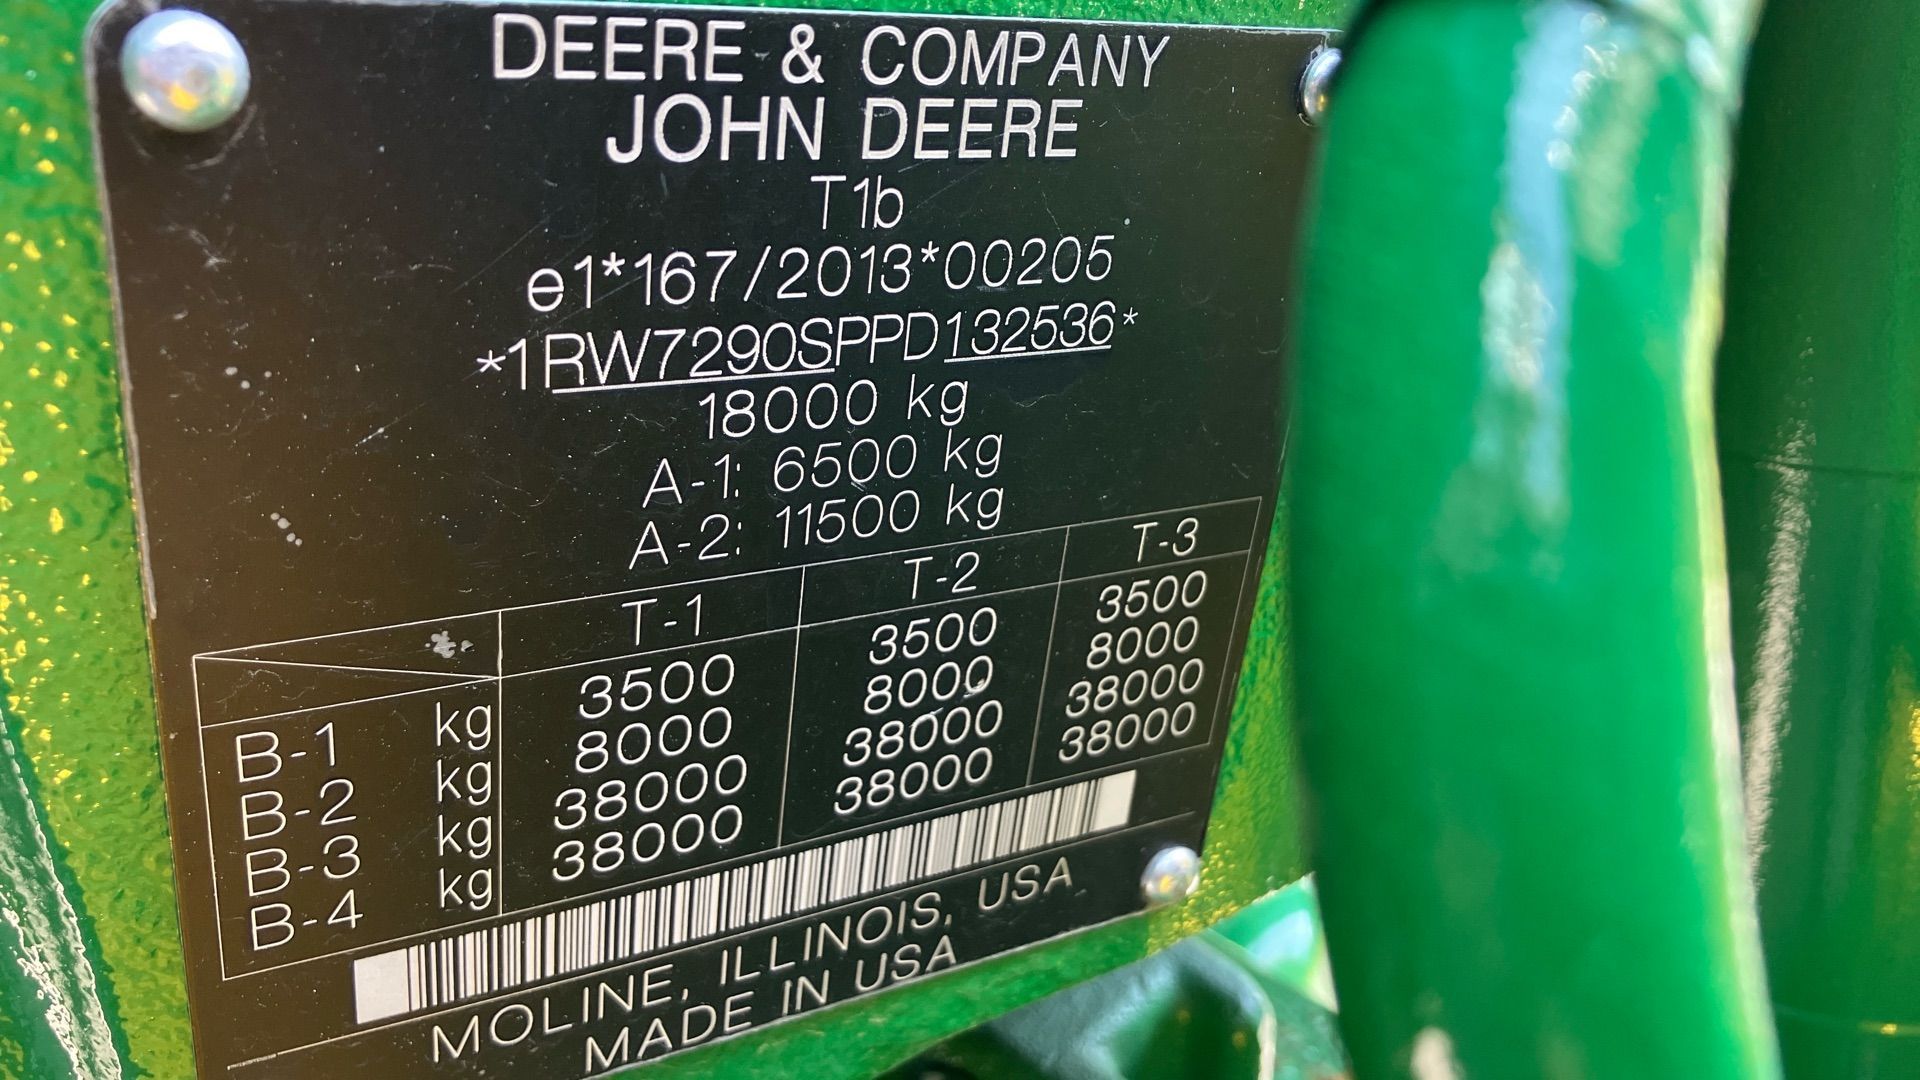 DEERE & COMPANY
JOHN DEERE
T1b
e1*167/2013*00205
*1RW7290SPPD132536*
18000 kg
A-1: 6500 kg
A-2: 11500 kg
T-1 T-2 T-3
B-1 kg 3500 3500 3500
B-2 kg 8000 8000 8000
B-3 kg 38000 38000 38000
B-4 kg 38000 38000 38000
MOLINE, ILLINOIS, USA
MADE IN USA